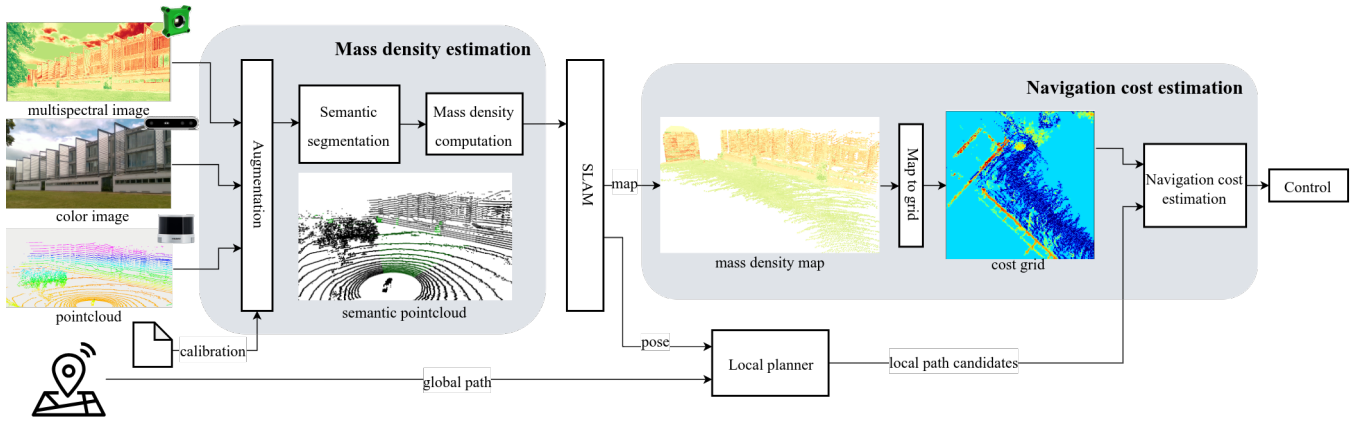 Mass density estimation
multispectral image
color image
pointcloud
calibration
Augmentation
Semantic
segmentation
Mass density
computation
semantic pointcloud
SLAM
map
pose
global path
Navigation cost estimation
mass density map
Map to grid
cost grid
Navigation cost
estimation
Control
Local planner
local path candidates